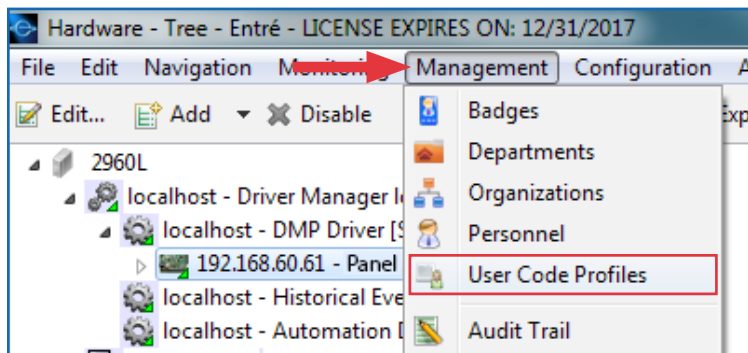 Hardware - Tree - Entré - LICENSE EXPIRES ON: 12/31/2017
File Edit Navigation Monitoring Management Configuration A
Edit... Add Disable
Badges
Departments
Organizations
Personnel
User Code Profiles
Audit Trail
2960L
localhost - Driver Manager
localhost - DMP Driver [S
192.168.60.61 - Panel
localhost - Historical Eve
localhost - Automation